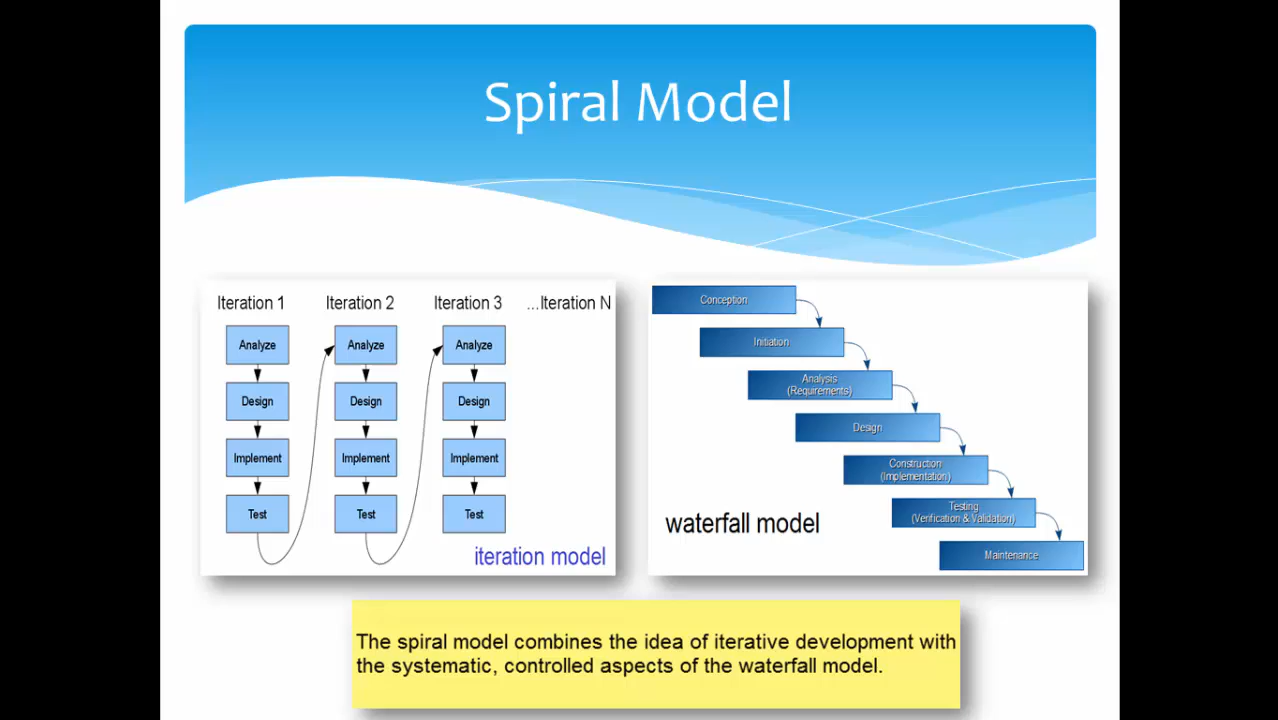 Spiral Model
Iteration 1
Iteration 2
Iteration 3
...Iteration N
Analyze
Analyze
Analyze
Design
Design
Design
Implement
Implement
Implement
Test
Test
Test
iteration model
Conception
Initiation
Analysis
(Requirements)
Design
Construction
(Implementation)
Testing
(Verification & Validation)
Maintenance
waterfall model
The spiral model combines the idea of iterative development with
the systematic, controlled aspects of the waterfall model.